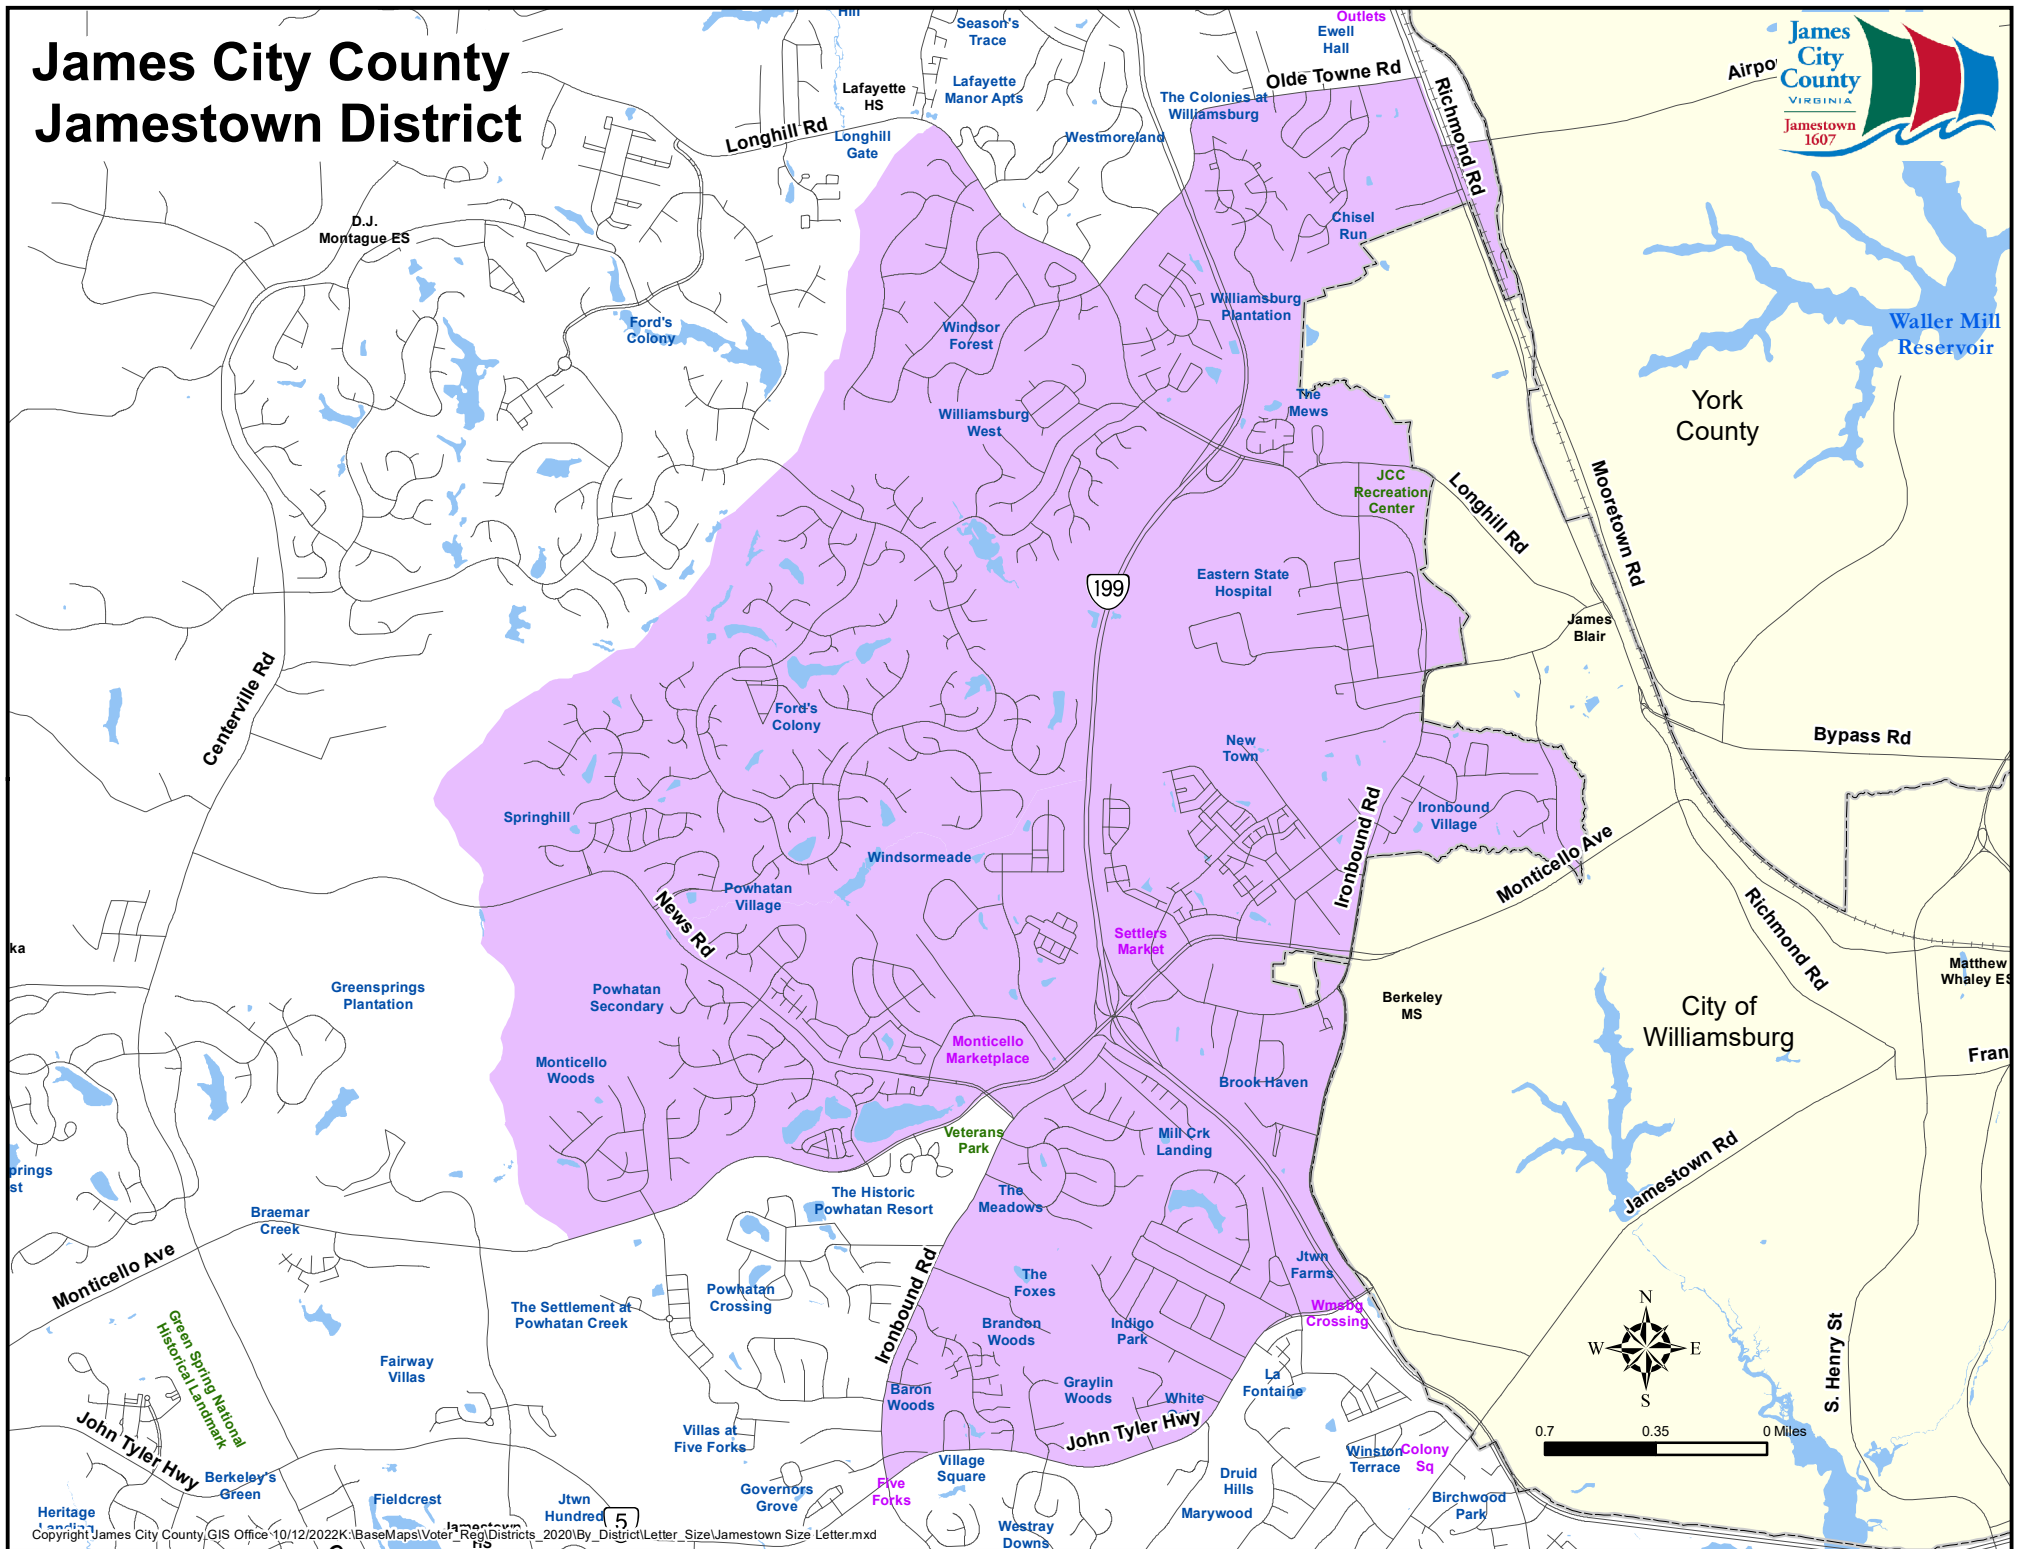 James City County
Jamestown District
Hill
Season's
Trace
Outlets
Ewell
Hall
Olde Towne Rd
Richmond Rd
James
City
County
VIRGINIA
Jamestown
1607
Lafayette
HS
Lafayette
Manor Apts
The Colonies at
Williamsburg
Longhill Rd
Longhill
Gate
Westmoreland
D.J.
Montague ES
Chisel
Run
Ford's
Colony
Windsor
Forest
Williamsburg
Plantation
Waller Mill
Reservoir
York
County
Williamsburg
West
The
Mews
JCC
Recreation
Center
Longhill Rd
Mooretown Rd
199
Eastern State
Hospital
James
Blair
Centerville Rd
Ford's
Colony
New
Town
Bypass Rd
Springhill
Ironbound Rd
Ironbound
Village
Monticello Ave
Windsormeade
Powhatan
Village
News Rd
Richmond Rd
Settlers
Market
ka
Matthew
Whaley ES
Greensprings
Plantation
Powhatan
Secondary
Berkeley
MS
City of
Williamsburg
Monticello
Marketplace
Monticello
Woods
Brook Haven
Fran
Veterans
Park
Mill Crk
Landing
Jamestown Rd
prings
st
The Historic
Powhatan Resort
The
Meadows
Braemar
Creek
Monticello Ave
Jtwn
Farms
Ironbound Rd
The
Foxes
Powhatan
Crossing
The Settlement at
Powhatan Creek
Wmsbg
Crossing
Brandon
Woods
Indigo
Park
N
W
E
S
S. Henry St
Green Spring National
Historical Landmark
Fairway
Villas
Baron
Woods
Graylin
Woods
White
La
Fontaine
John Tyler Hwy
John Tyler Hwy
Villas at
Five Forks
0.7
0.35
0 Miles
Winston
Terrace
Colony
Sq
Village
Square
Druid
Hills
Five
Forks
Governors
Grove
Berkeley's
Green
Fieldcrest
Jtwn
Hundred
5
Marywood
Birchwood
Park
Heritage
Landing
Jamestown
HS
Westray
Downs
Copyright James City County GIS Office 10/12/2022K:\BaseMaps\Voter_Reg\Districts_2020\By_District\Letter_Size\Jamestown Size Letter.mxd